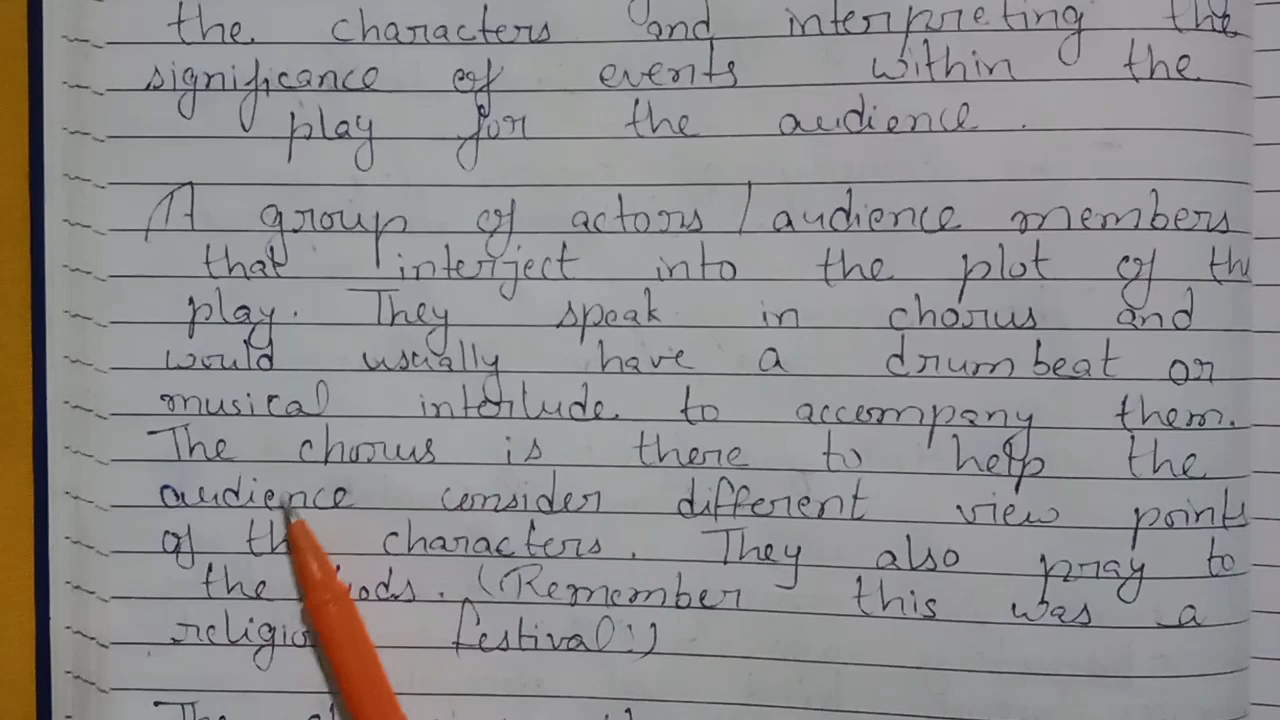 the characters and interpreting the
significance of events within the
play for the audience.
A group of actors / audience members
that interject into the plot of the
play. They speak in chorus and
would usually have a drumbeat or
musical interlude to accompany them.
The chorus is there to help the
audience consider different view points
of the characters. They also pray to
the Gods. (Remember this was a
festival!)